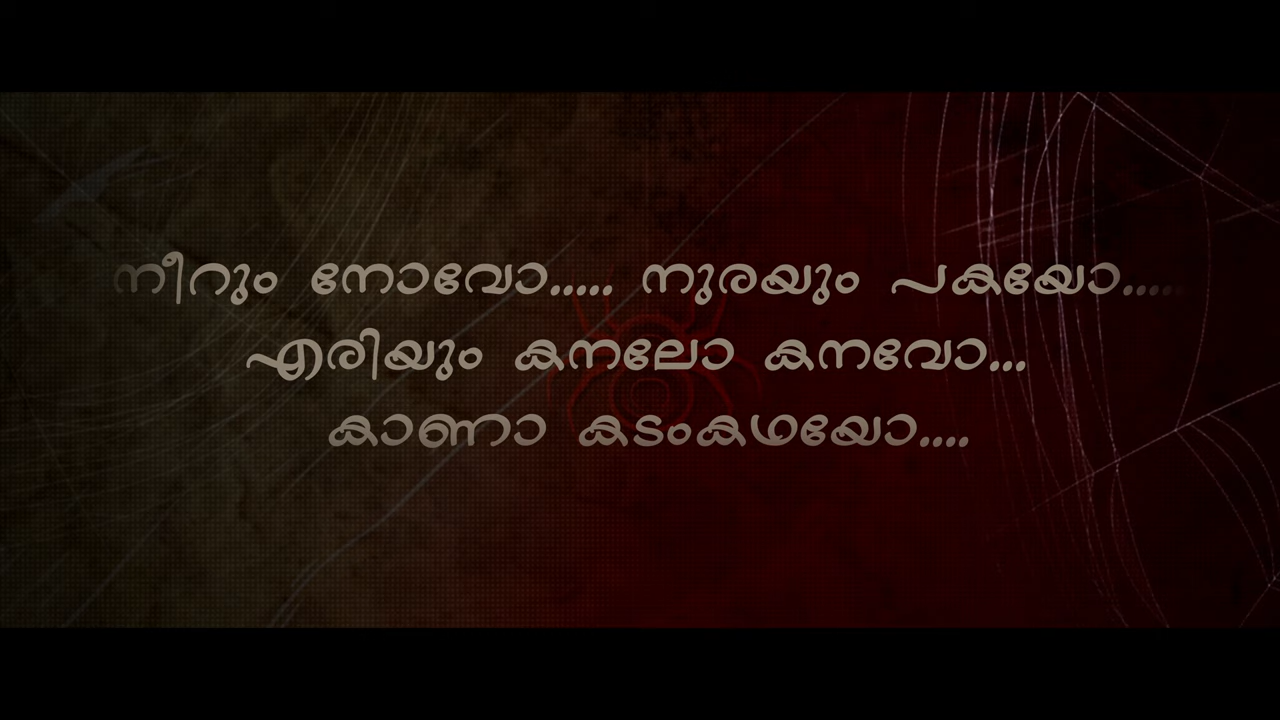 നീറും നോവോ..... നുരയും പകയോ.....
എരിയും കനലോ കനവോ...
കാണാ കടംകഥയോ....